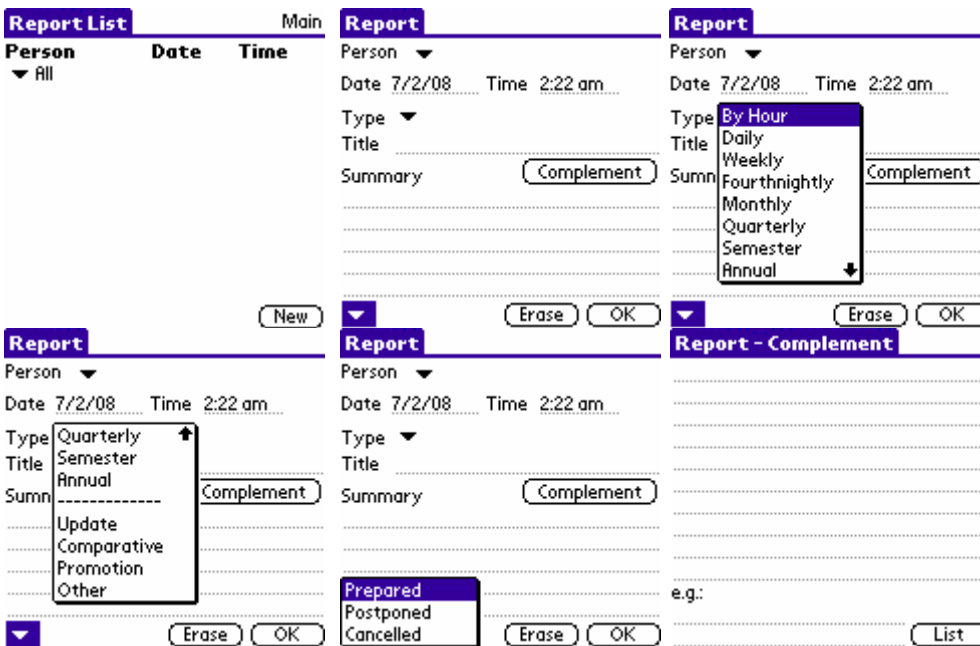 Report List Main
Person Date Time
All
New
Report
Person
Date 7/2/08 Time 2:22 am
Type
Title
Summary Complement
Erase OK
Report
Person
Date 7/2/08 Time 2:22 am
Type By Hour
Title Daily
Weekly
Summ Fourthnightly Complement
Monthly
Quarterly
Semester
Annual
Erase OK
Report
Person
Date 7/2/08 Time 2:22 am
Type Quarterly
Title Semester
Annual
Summ -------------- Complement
Update
Comparative
Promotion
Other
Erase OK
Report
Person
Date 7/2/08 Time 2:22 am
Type
Title
Summary Complement
Prepared
Postponed
Cancelled Erase OK
Report - Complement
e.g.:
List